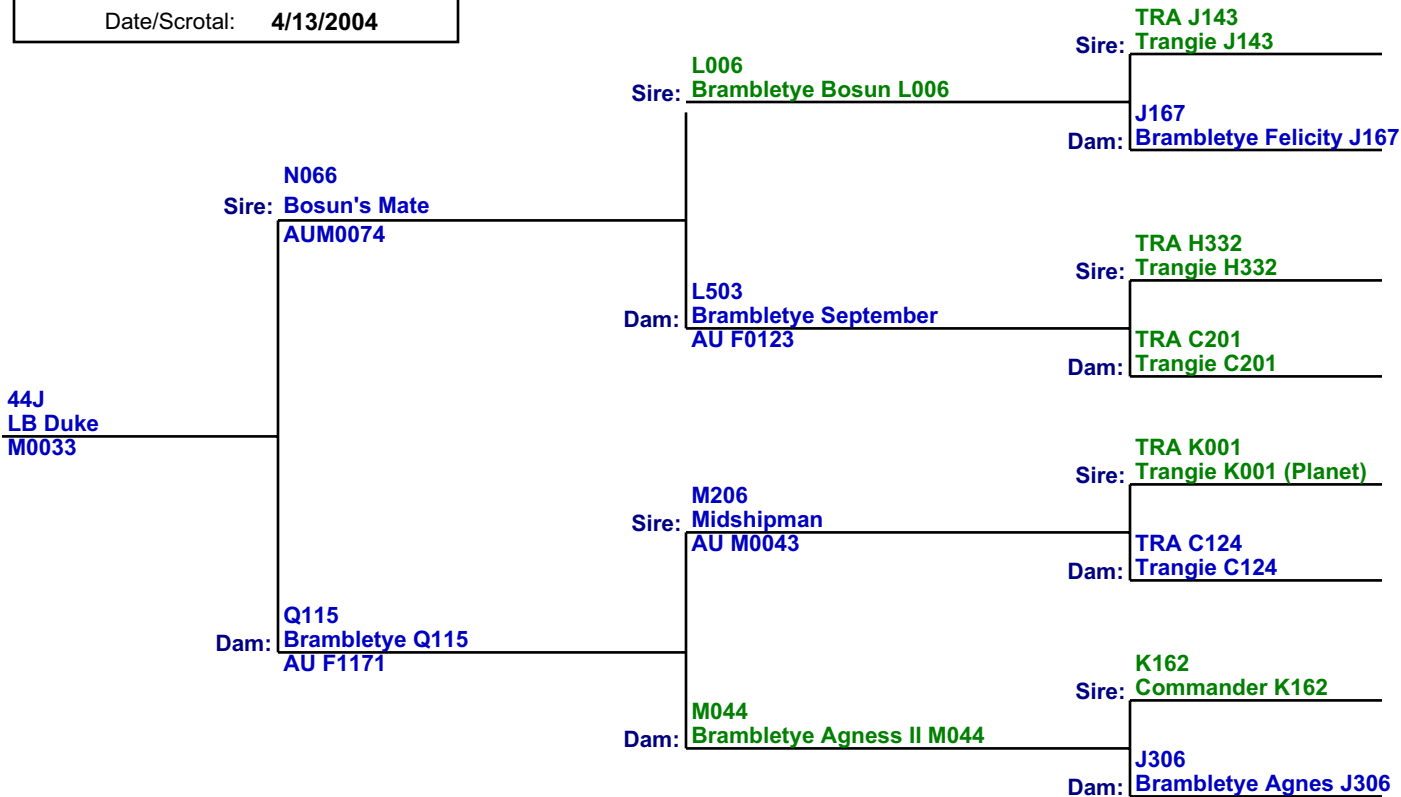 Date/Scrotal: 4/13/2004
TRA J143
Sire: Trangie J143
L006
Sire: Brambletye Bosun L006
J167
Dam: Brambletye Felicity J167
N066
Sire: Bosun's Mate
AUM0074
TRA H332
Sire: Trangie H332
L503
Dam: Brambletye September
AU F0123
TRA C201
Dam: Trangie C201
44J
LB Duke
M0033
TRA K001
Sire: Trangie K001 (Planet)
M206
Sire: Midshipman
AU M0043
TRA C124
Dam: Trangie C124
Q115
Dam: Brambletye Q115
AU F1171
K162
Sire: Commander K162
M044
Dam: Brambletye Agness II M044
J306
Dam: Brambletye Agnes J306